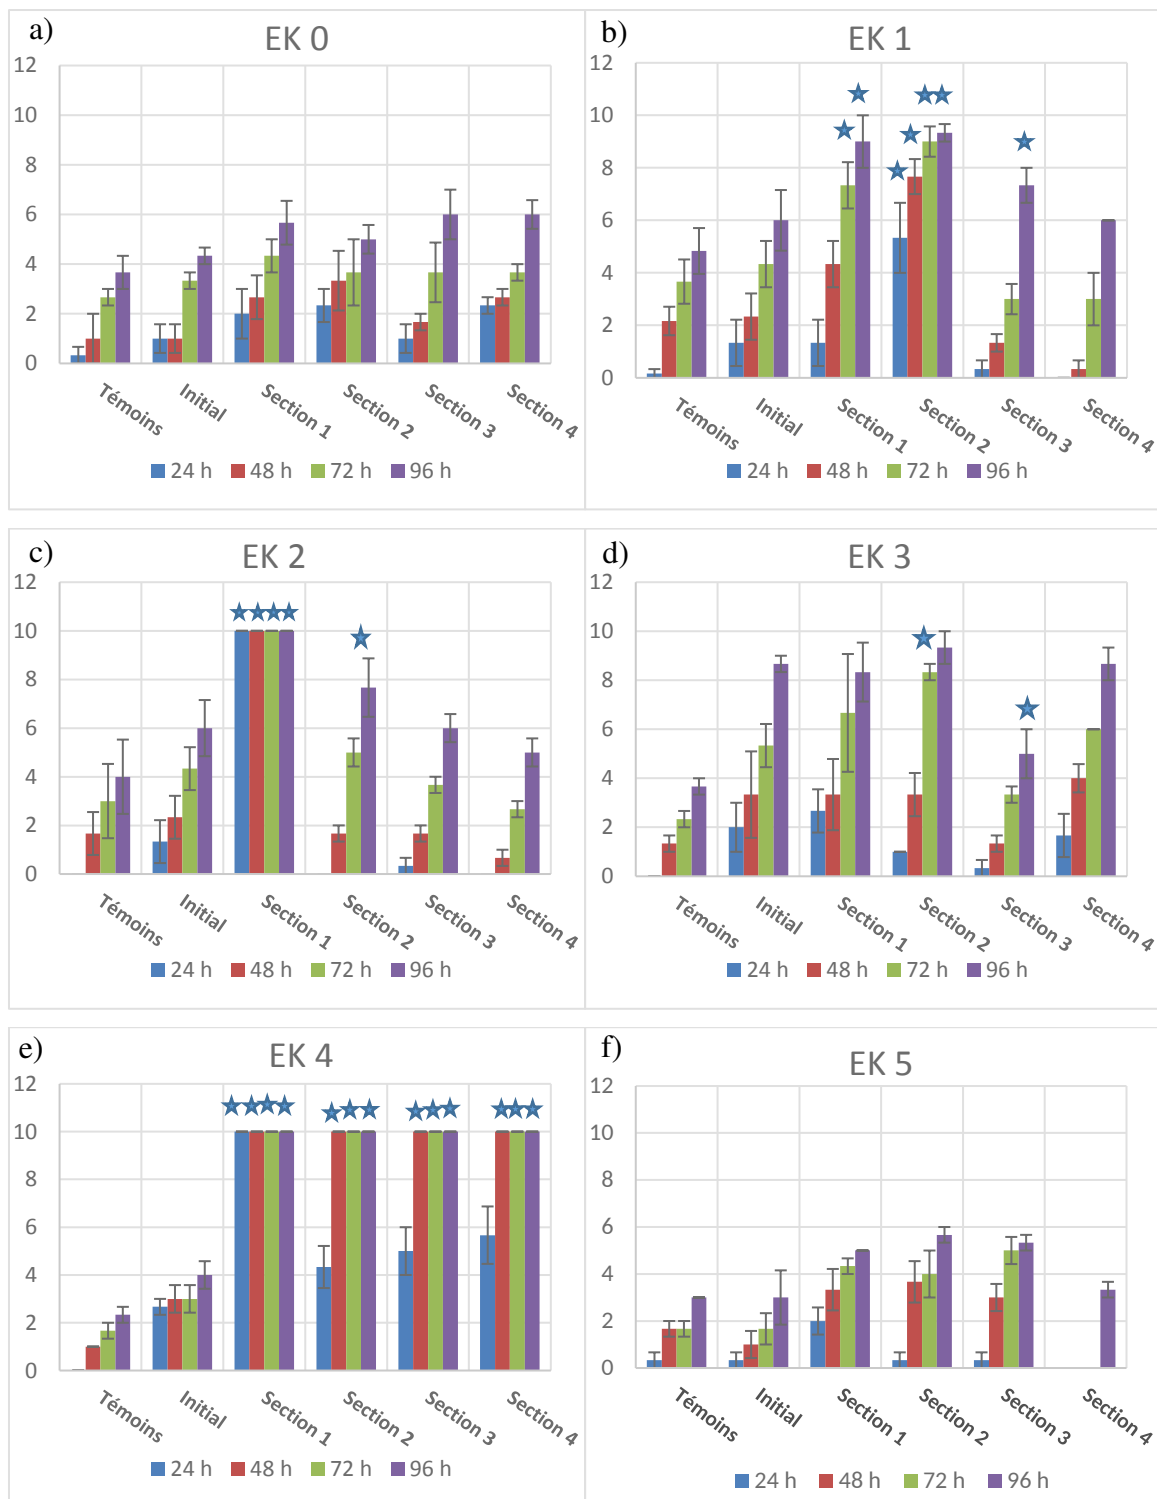 a)
EK 0
12
10
8
6
4
2
0
Témoins
Initial
Section 1
Section 2
Section 3
Section 4
24 h 48 h 72 h 96 h
b)
EK 1
12
10
8
6
4
2
0
Témoins
Initial
Section 1
Section 2
Section 3
Section 4
24 h 48 h 72 h 96 h
c)
EK 2
12
10
8
6
4
2
0
Témoins
Initial
Section 1
Section 2
Section 3
Section 4
24 h 48 h 72 h 96 h
d)
EK 3
12
10
8
6
4
2
0
Témoins
Initial
Section 1
Section 2
Section 3
Section 4
24 h 48 h 72 h 96 h
e)
EK 4
12
10
8
6
4
2
0
Témoins
Initial
Section 1
Section 2
Section 3
Section 4
24 h 48 h 72 h 96 h
f)
EK 5
12
10
8
6
4
2
0
Témoins
Initial
Section 1
Section 2
Section 3
Section 4
24 h 48 h 72 h 96 h